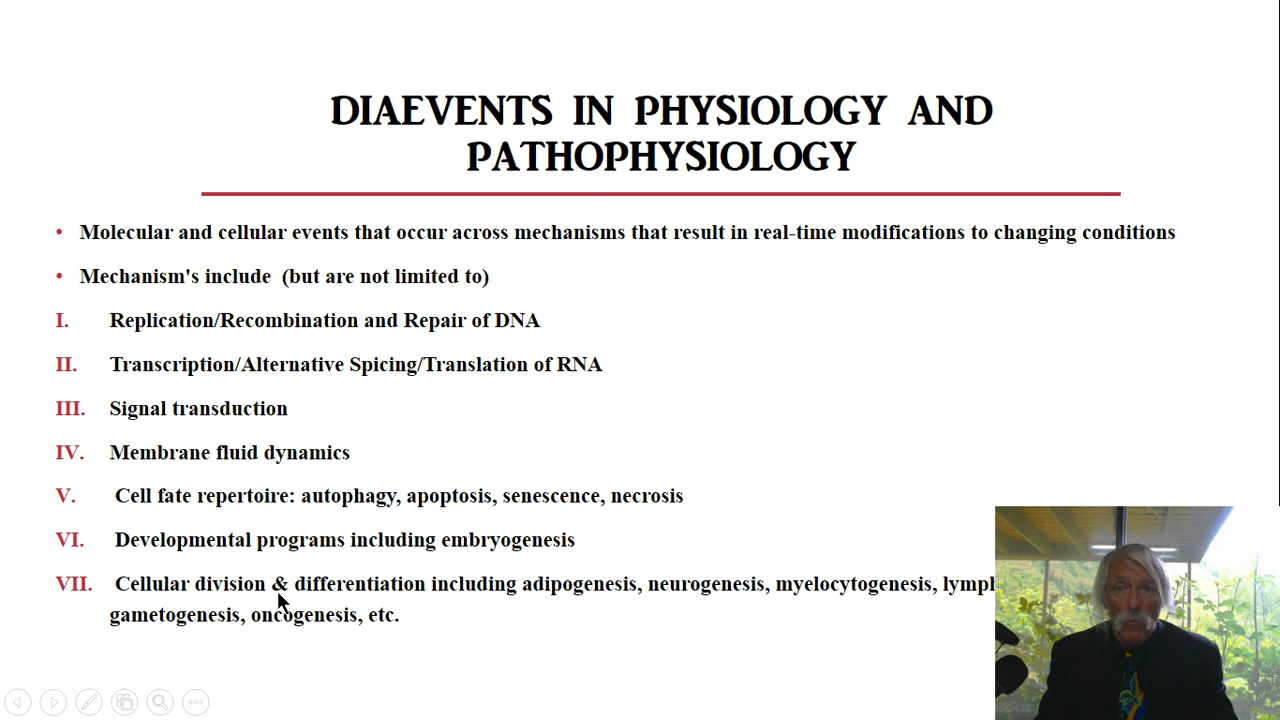 DIAEVENTS IN PHYSIOLOGY AND
PATHOPHYSIOLOGY
• Molecular and cellular events that occur across mechanisms that result in real-time modifications to changing conditions
• Mechanism's include (but are not limited to)
I. Replication/Recombination and Repair of DNA
II. Transcription/Alternative Spicing/Translation of RNA
III. Signal transduction
IV. Membrane fluid dynamics
V. Cell fate repertoire: autophagy, apoptosis, senescence, necrosis
VI. Developmental programs including embryogenesis
VII. Cellular division & differentiation including adipogenesis, neurogenesis, myelocytogenesis,
gametogenesis, oncogenesis, etc.